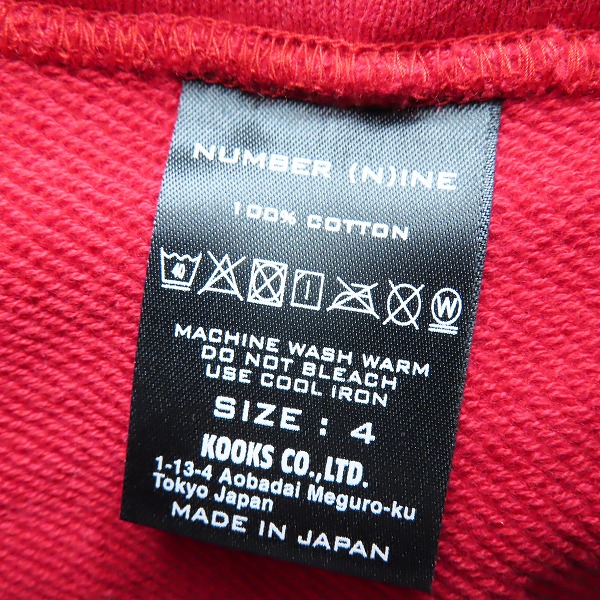 NUMBER (N)INE
100% COTTON
40 W
MACHINE WASH WARM
DO NOT BLEACH
USE COOL IRON
SIZE : 4
KOOKS CO.,LTD.
1-13-4 Aobadai Meguro-ku
Tokyo Japan
MADE IN JAPAN